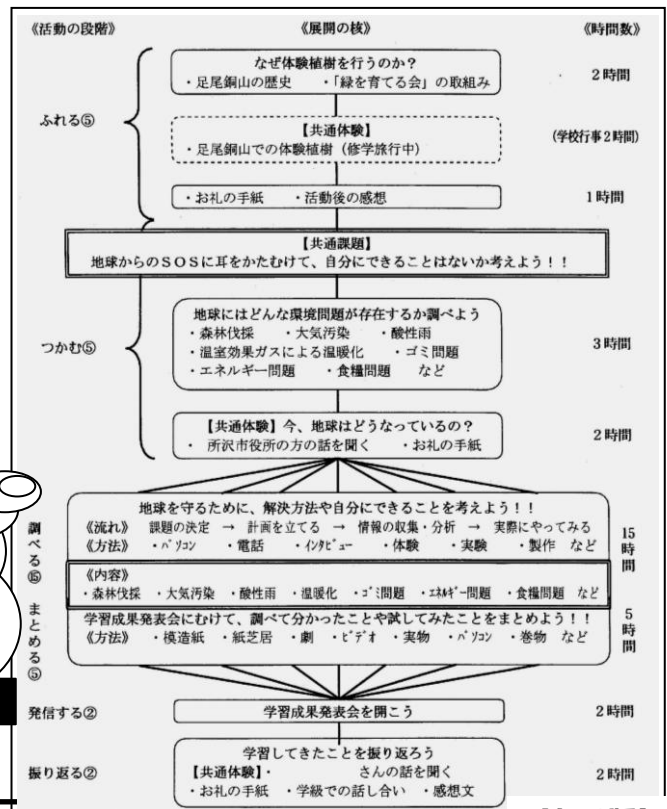 《活動の段階》 《展開の核》 《時間数》
なぜ体験植樹を行うのか？
・足尾銅山の歴史 ・「緑を育てる会」の取組み
2時間
ふれる⑤
【共通体験】
・足尾銅山での体験植樹（修学旅行中）
(学校行事2時間)
・お礼の手紙 ・活動後の感想
1時間
【共通課題】
地球からのSOSに耳をかたむけて、自分にできることはないか考えよう！！
つかむ⑤
地球にはどんな環境問題が存在するか調べよう
・森林伐採 ・大気汚染 ・酸性雨
・温室効果ガスによる温暖化 ・ゴミ問題
・エネルギー問題 ・食糧問題 など
3時間
【共通体験】今、地球はどうなっているの？
・所沢市役所の方の話を聞く ・お礼の手紙
2時間
調べる⑮
地球を守るために、解決方法や自分にできることを考えよう！！
《流れ》 課題の決定 → 計画を立てる → 情報の収集・分析 → 実際にやってみる
《方法》 ・パソコン ・電話 ・インタビュー ・体験 ・実験 ・製作 など
15時間
《内容》
・森林伐採 ・大気汚染 ・酸性雨 ・温暖化 ・ゴミ問題 ・エネルギー問題 ・食糧問題 など
まとめる⑤
学習成果発表会にむけて、調べて分かったことや試してみたことをまとめよう！！
《方法》 ・模造紙 ・紙芝居 ・劇 ・ビデオ ・実物 ・パソコン ・巻物 など
5時間
発信する②
学習成果発表会を開こう
2時間
振り返る②
学習してきたことを振り返ろう
【共通体験】・ さんの話を聞く
・お礼の手紙 ・学級での話し合い ・感想文
2時間